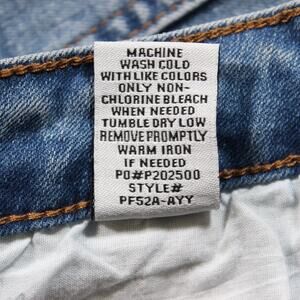 MACHINE
WASH COLD
WITH LIKE COLORS
ONLY NON-
CHLORINE BLEACH
WHEN NEEDED
TUMBLE DRY LOW
REMOVE PROMPTLY
WARM IRON
IF NEEDED
PO#P202500
STYLE#
PF52A-AYY